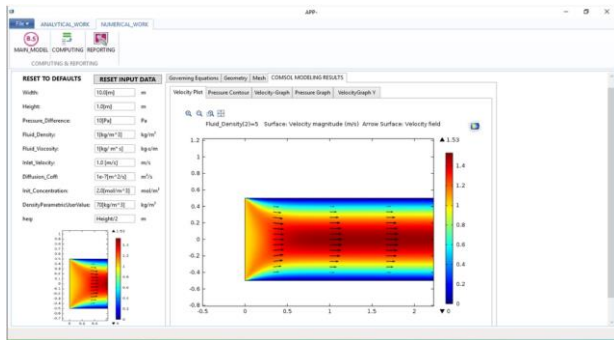 APP-
File
ANALYTICAL_WORK
NUMERICAL_WORK
MAIN_MODEL
COMPUTING
REPORTING
COMPUTING & REPORTING
RESET TO DEFAULTS
RESET INPUT DATA
Width: 10.0[m] m
Height: 1.0[m] m
Pressure_Difference: 10[Pa] Pa
Fluid_Density: 1[kg/m^3] kg/m³
Fluid_Viscosity: 1[kg/ m* s] kg.s/m
Inlet_Velocity: 1.0 [m/s] m/s
Diffusion_Coffi 1e-7[m^2/s] m²/s
Init_Concentration: 2.0[mol/m^3] mol/m³
DensityParametricUserValue: 70[kg/m^3] kg/m³
heig Height/2 m
Governing Equations
Geometry
Mesh
COMSOL MODELING RESULTS
Velocity Plot
Pressure Contour
Velocity-Graph
Pressure Graph
VelocityGraph Y
Fluid_Density(2)=5 Surface: Velocity magnitude (m/s) Arrow Surface: Velocity field
1.2
1
0.8
0.6
0.4
0.2
0
-0.2
-0.4
-0.6
-0.8
-0.5 0 0.5 1 1.5 2
▲ 1.53
1.4
1.2
1
0.8
0.6
0.4
0.2
0
▼ 0